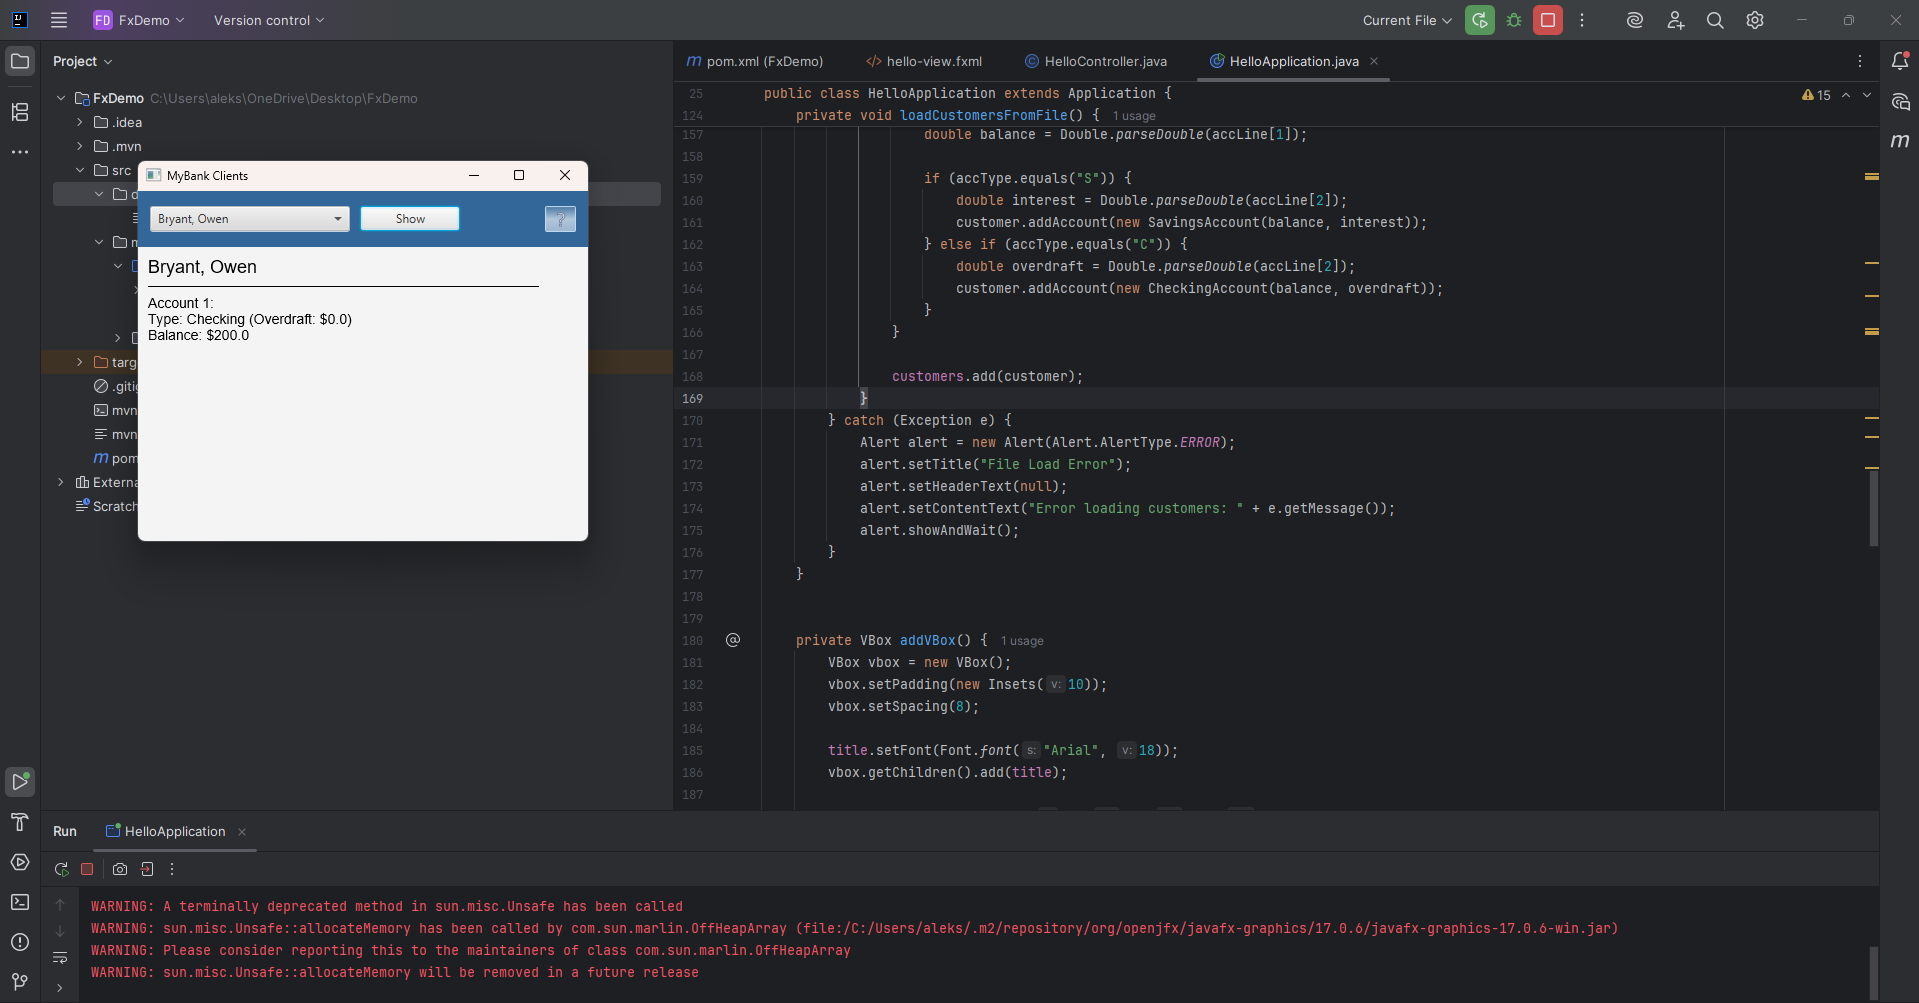 FD FxDemo
Version control
Current File
Project
FxDemo C:\Users\aleks\OneDrive\Desktop\FxDemo
.idea
.mvn
src
targ
mvn
mvn
m pom
Externa
Scratch
MyBank Clients
Bryant, Owen
Show
?
Bryant, Owen
Account 1:
Type: Checking (Overdraft: $0.0)
Balance: $200.0
m pom.xml (FxDemo)
</> hello-view.fxml
HelloController.java
HelloApplication.java
15
m
25 public class HelloApplication extends Application {
124 private void loadCustomersFromFile() { 1 usage
157 double balance = Double.parseDouble(accLine[1]);
158
159 if (accType.equals("S")) {
160 double interest = Double.parseDouble(accLine[2]);
161 customer.addAccount(new SavingsAccount(balance, interest));
162 } else if (accType.equals("C")) {
163 double overdraft = Double.parseDouble(accLine[2]);
164 customer.addAccount(new CheckingAccount(balance, overdraft));
165 }
166 }
167
168 customers.add(customer);
169 }
170 } catch (Exception e) {
171 Alert alert = new Alert(Alert.AlertType.ERROR);
172 alert.setTitle("File Load Error");
173 alert.setHeaderText(null);
174 alert.setContentText("Error loading customers: " + e.getMessage());
175 alert.showAndWait();
176 }
177 }
178
179
180 @ private VBox addVBox() { 1 usage
181 VBox vbox = new VBox();
182 vbox.setPadding(new Insets( v: 10));
183 vbox.setSpacing(8);
184
185 title.setFont(Font.font( s: "Arial", v: 18));
186 vbox.getChildren().add(title);
187
Run
HelloApplication
WARNING: A terminally deprecated method in sun.misc.Unsafe has been called
WARNING: sun.misc.Unsafe::allocateMemory has been called by com.sun.marlin.OffHeapArray (file:/C:/Users/aleks/.m2/repository/org/openjfx/javafx-graphics/17.0.6/javafx-graphics-17.0.6-win.jar)
WARNING: Please consider reporting this to the maintainers of class com.sun.marlin.OffHeapArray
WARNING: sun.misc.Unsafe::allocateMemory will be removed in a future release